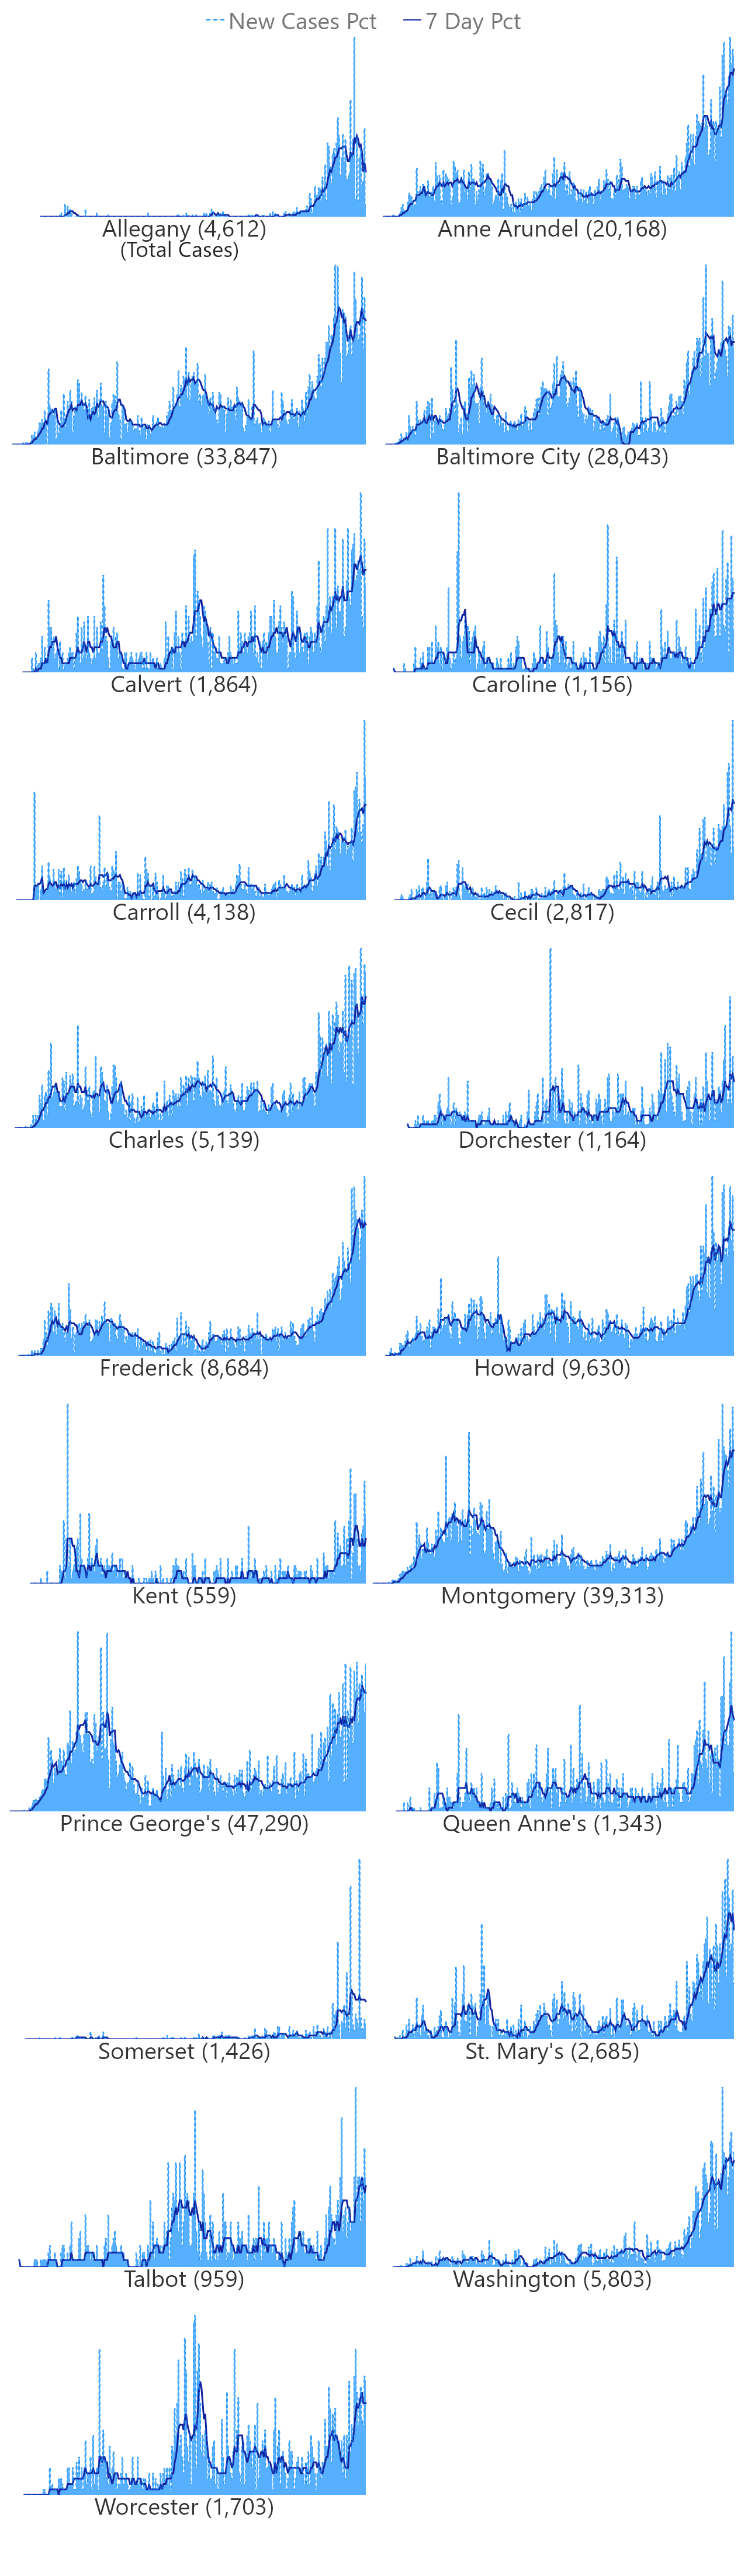 New Cases Pct 7 Day Pct
Allegany (4,612) Anne Arundel (20,168)
(Total Cases)
Baltimore (33,847) Baltimore City (28,043)
Calvert (1,864) Caroline (1,156)
Carroll (4,138) Cecil (2,817)
Charles (5,139) Dorchester (1,164)
Frederick (8,684) Howard (9,630)
Kent (559) Montgomery (39,313)
Prince George's (47,290) Queen Anne's (1,343)
Somerset (1,426) St. Mary's (2,685)
Talbot (959) Washington (5,803)
Worcester (1,703)